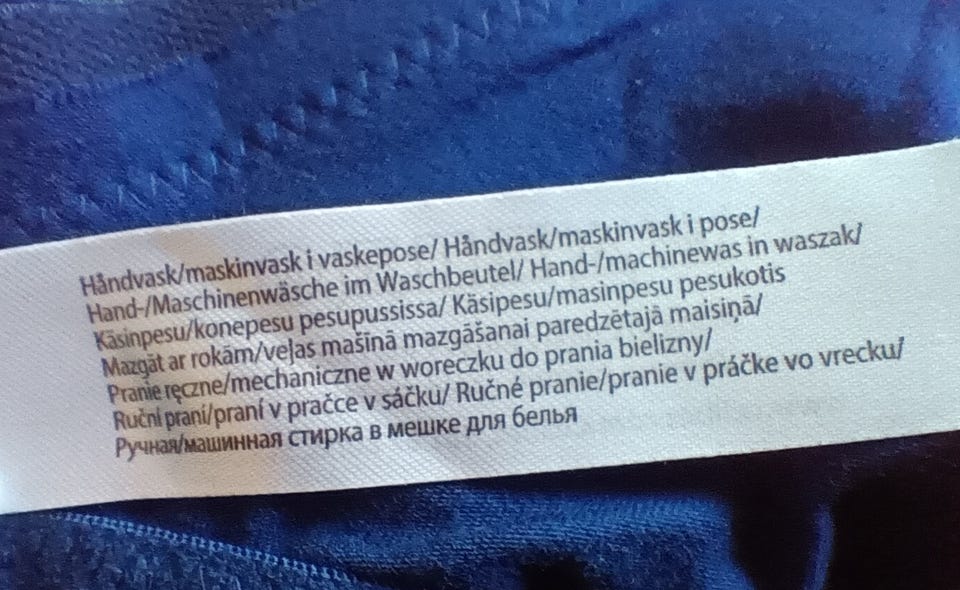 Håndvask/maskinvask i vaskepose/ Håndvask/maskinvask i pose/
Hand-/Maschinenwäsche im Waschbeutel/ Hand-/machinewas in waszak/
Käsinpesu/konepesu pesupussissa/ Käsipesu/masinpesu pesukotis
Mazgāt ar rokām/veļas mašīnā mazgāšanai paredzētajā maisiņā/
Pranie ręczne/mechaniczne w woreczku do prania bielizny/
Ruční praní/praní v pračce v sáčku/ Ručné pranie/pranie v práčke vo vrecku/
Ручная/машинная стирка в мешке для белья